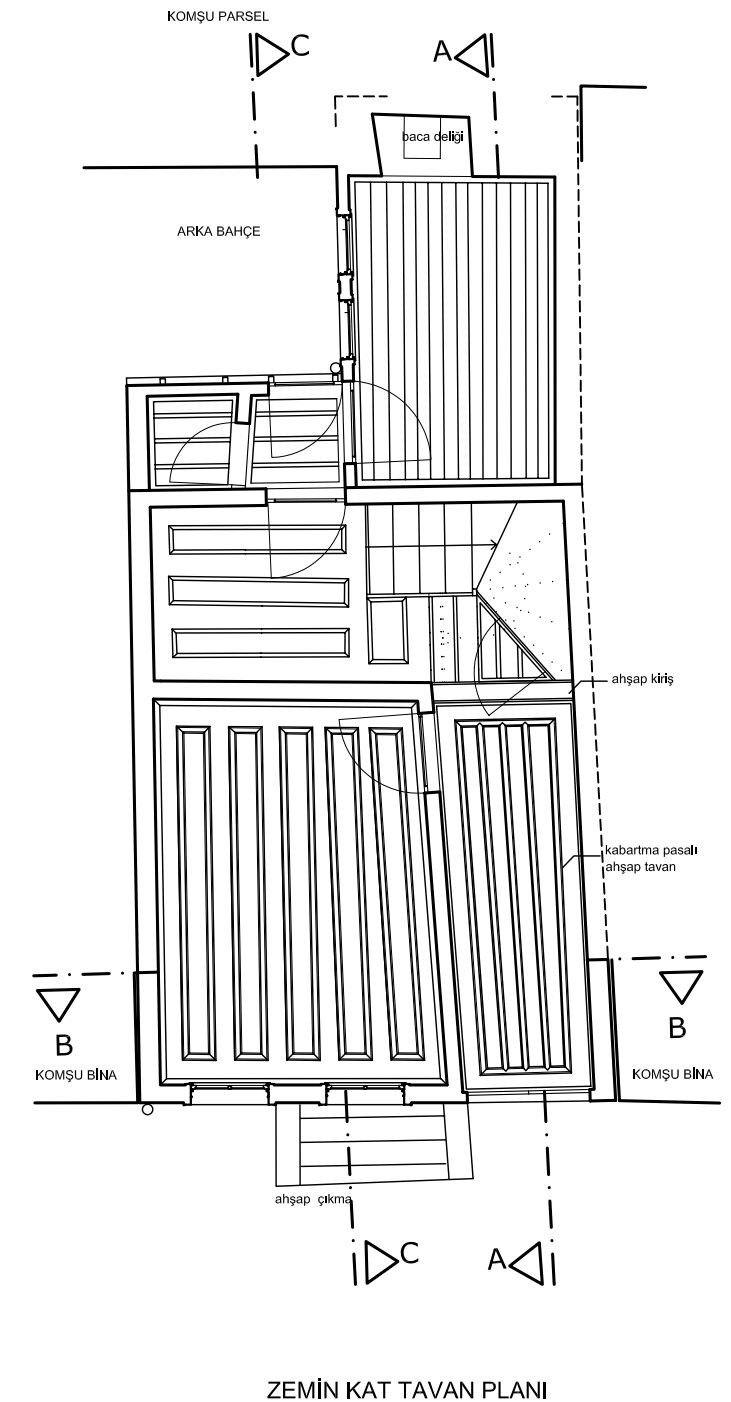 KOMŞU PARSEL
C
A
baca deliği
ARKA BAHÇE
ahşap kiriş
kabartma pasalı
ahşap tavan
B
B
KOMŞU BİNA
KOMŞU BİNA
ahşap çıkma
C
A
ZEMİN KAT TAVAN PLANI